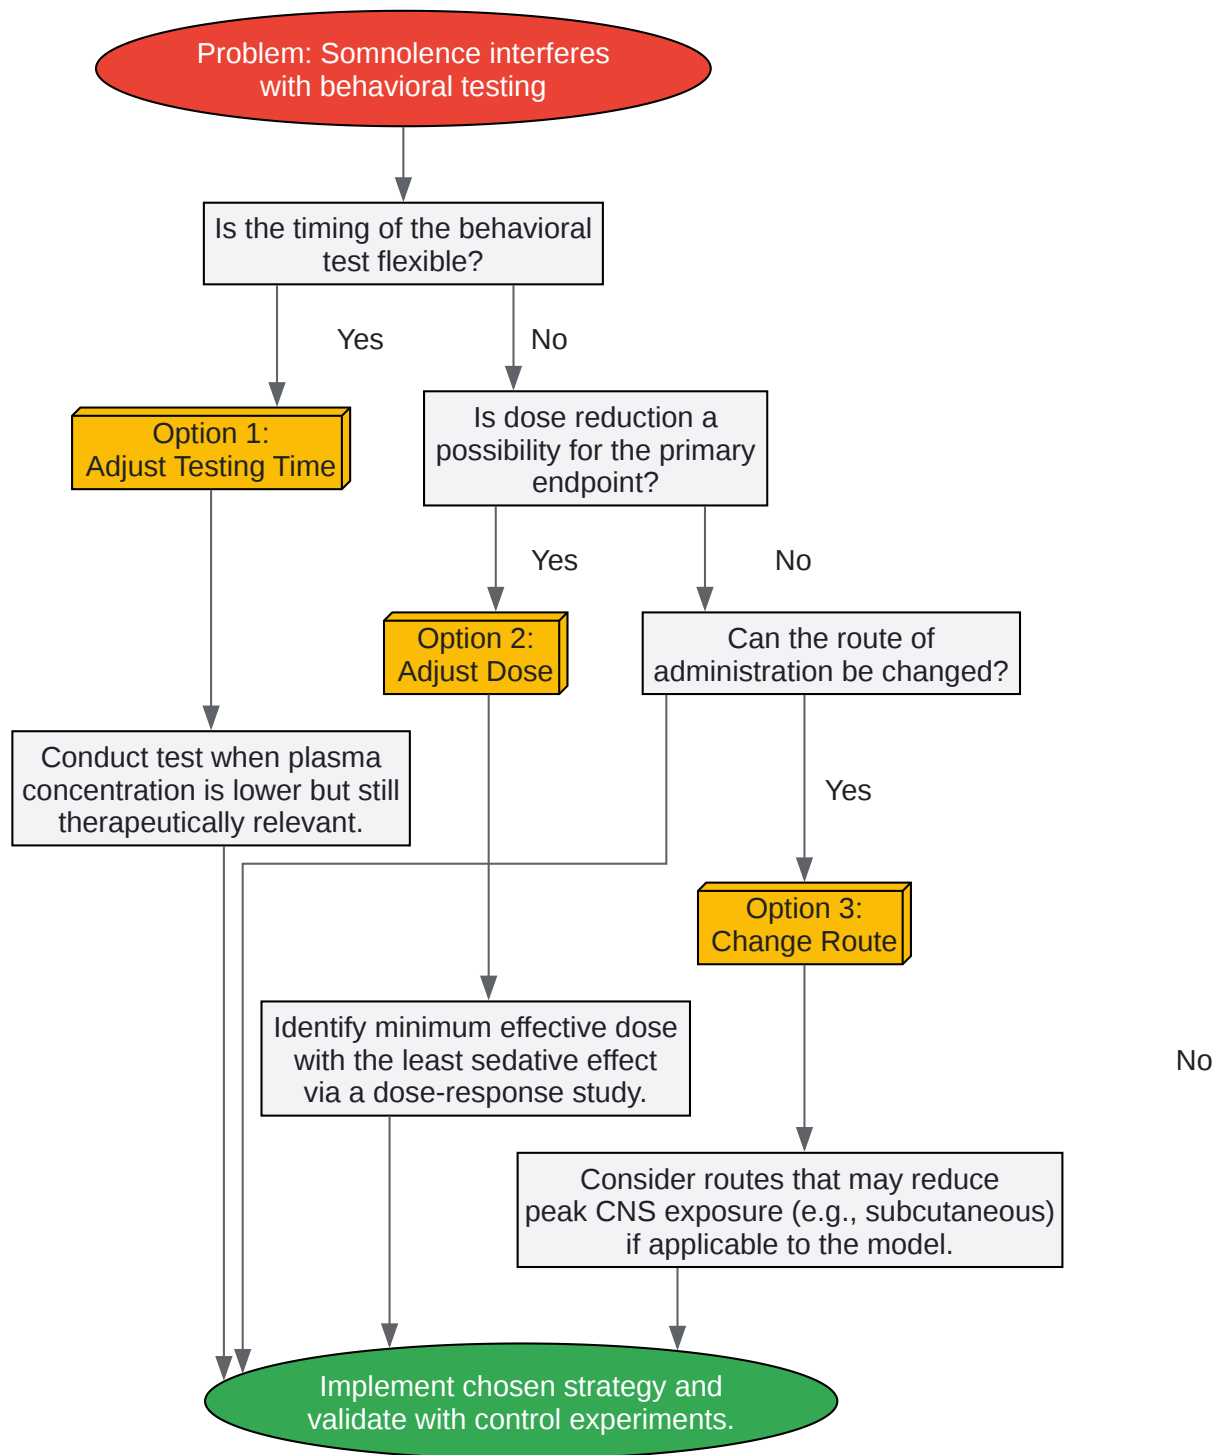 Problem: Somnolence interferes
with behavioral testing
Is the timing of the behavioral
test flexible?
Yes
No
Option 1:
Adjust Testing Time
Is dose reduction a
possibility for the primary
endpoint?
Yes
No
Option 2:
Adjust Dose
Can the route of
administration be changed?
Conduct test when plasma
concentration is lower but still
therapeutically relevant.
Yes
Option 3:
Change Route
Identify minimum effective dose
with the least sedative effect
via a dose-response study.
No
Consider routes that may reduce
peak CNS exposure (e.g., subcutaneous)
if applicable to the model.
Implement chosen strategy and
validate with control experiments.